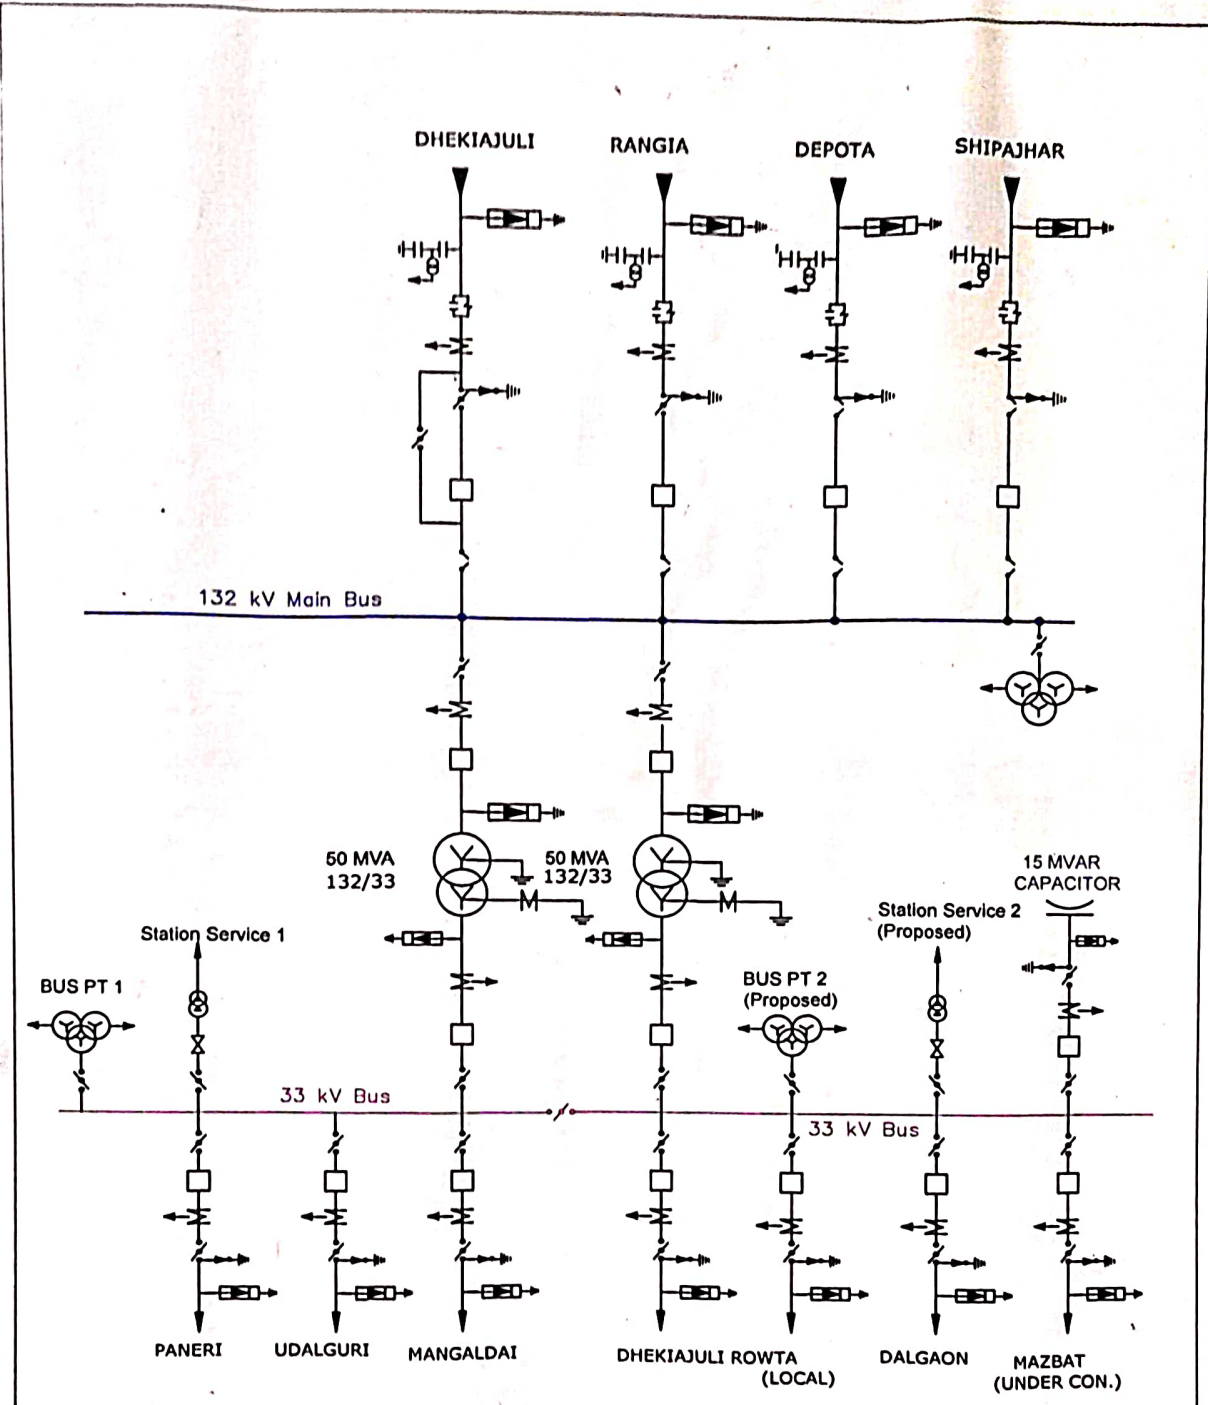 DHEKIAJULI
RANGIA
DEPOTA
SHIPAJHAR
132 kV Main Bus
50 MVA
132/33
50 MVA
132/33
15 MVAR
CAPACITOR
Station Service 1
Station Service 2
(Proposed)
BUS PT 1
BUS PT 2
(Proposed)
33 kV Bus
33 kV Bus
PANERI
UDALGURI
MANGALDAI
DHEKIAJULI
ROWTA
(LOCAL)
DALGAON
MAZBAT
(UNDER CON.)